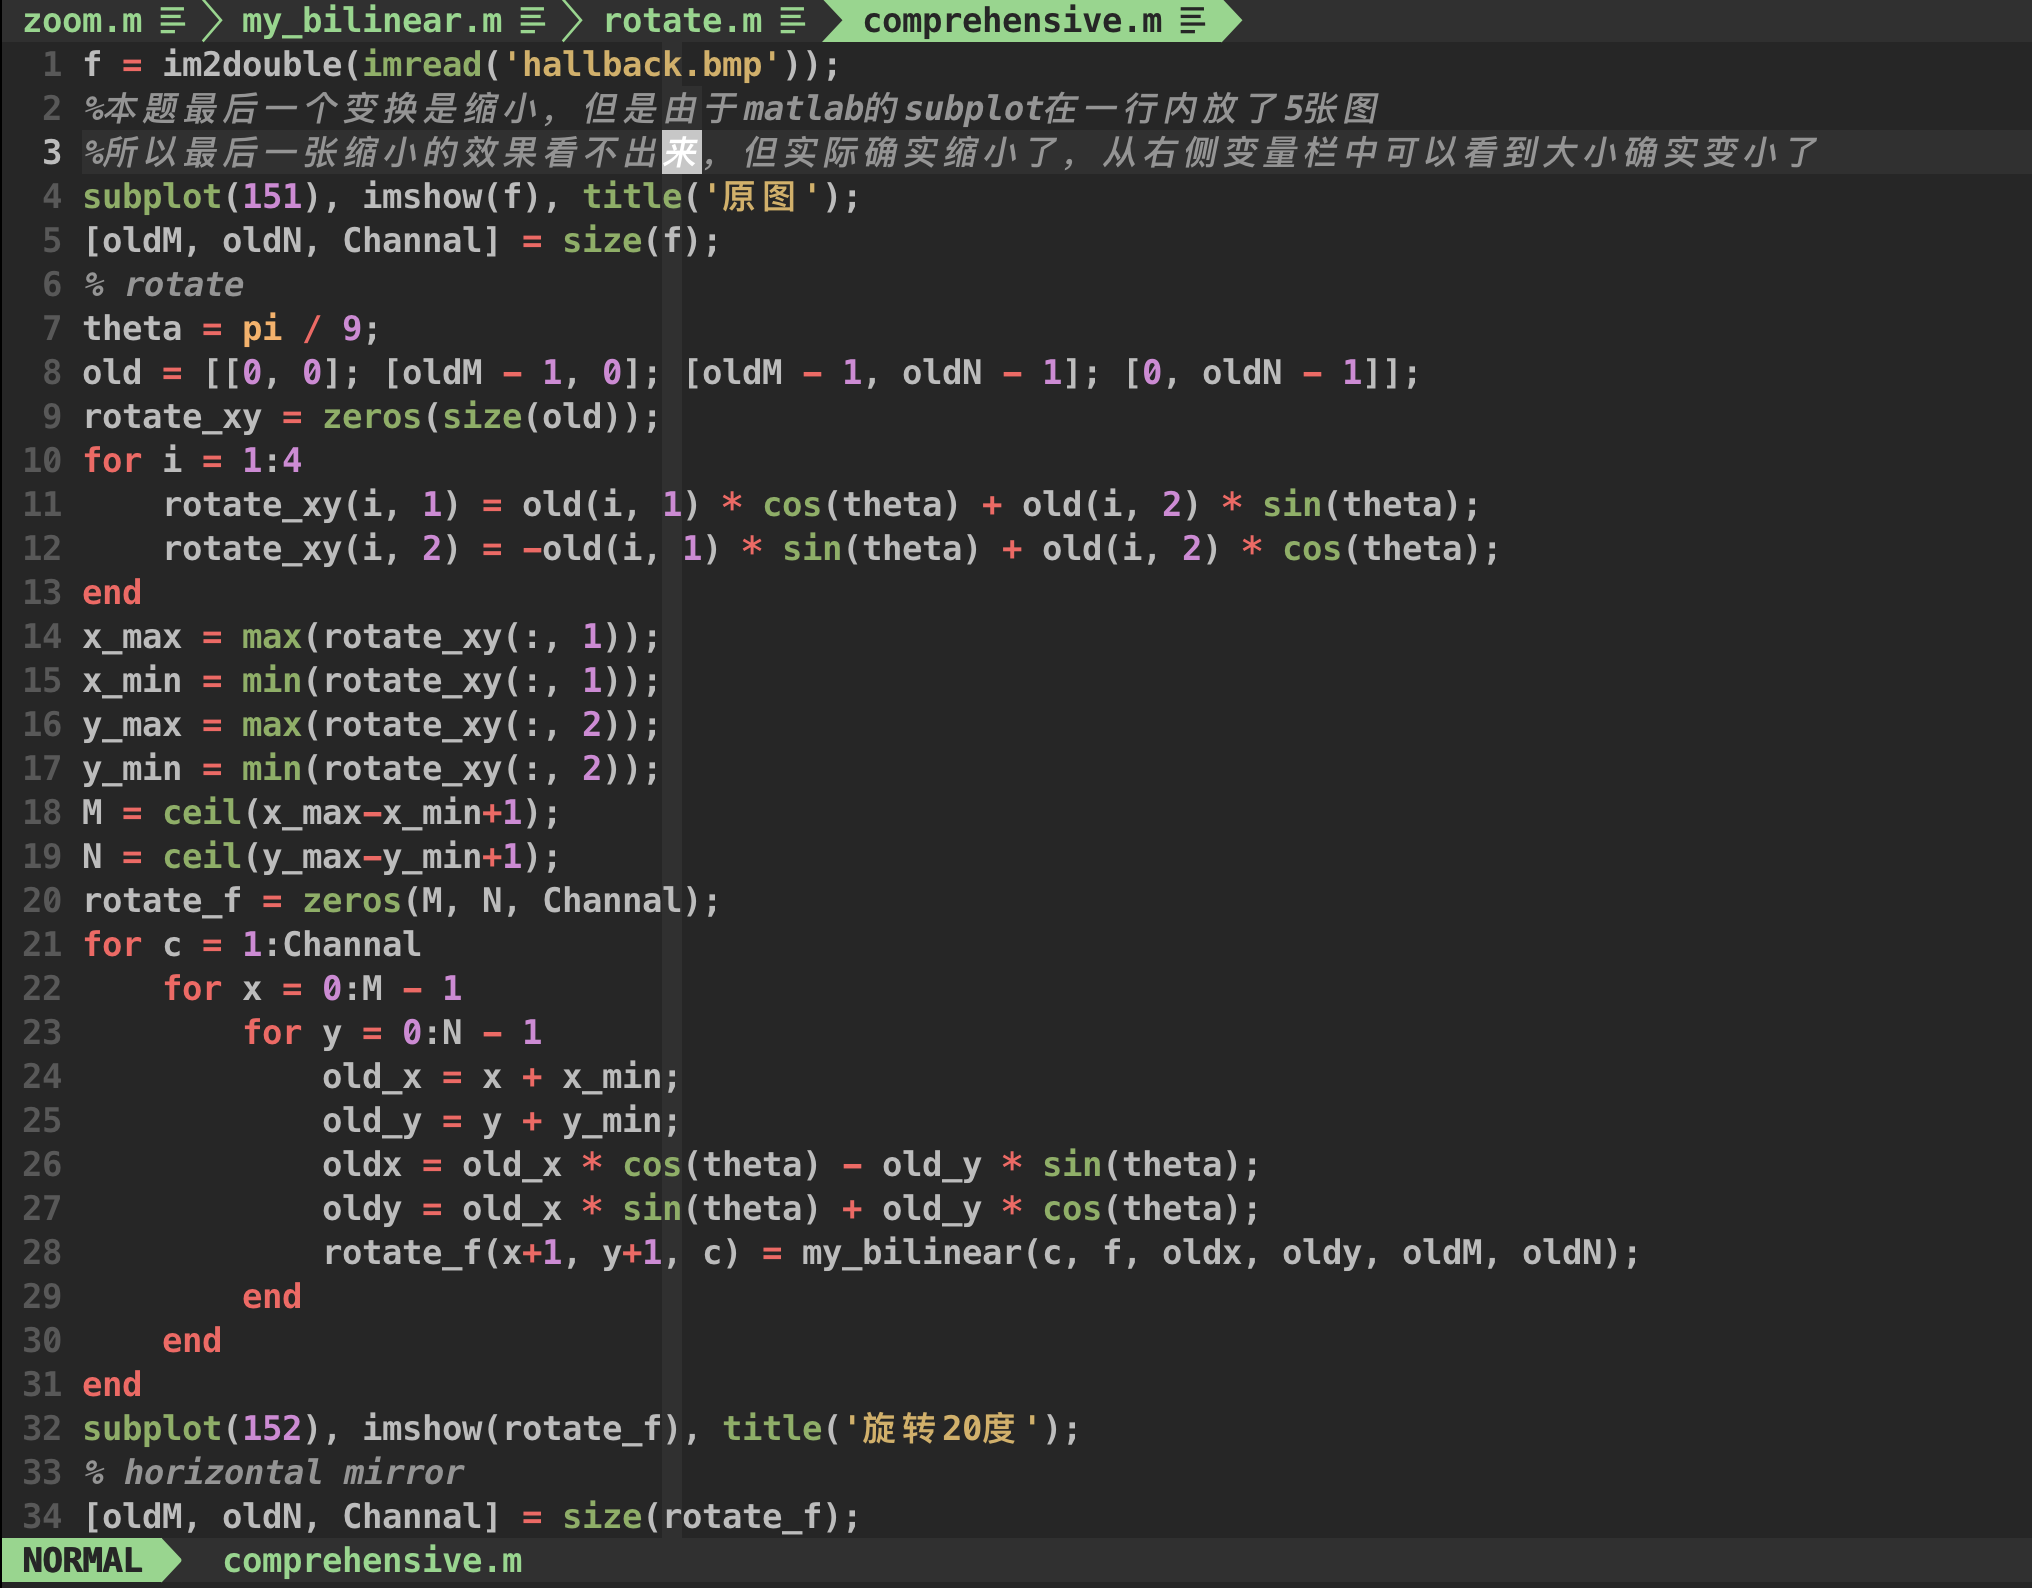 zoom.m my_bilinear.m rotate.m comprehensive.m
1 f = im2double(imread('hallback.bmp'));
2 %本题最后一个变换是缩小，但是由于matlab的subplot在一行内放了5张图
3 %所以最后一张缩小的效果看不出来，但实际确实缩小了，从右侧变量栏中可以看到大小确实变小了
4 subplot(151), imshow(f), title('原图');
5 [oldM, oldN, Channal] = size(f);
6 % rotate
7 theta = pi / 9;
8 old = [[0, 0]; [oldM - 1, 0]; [oldM - 1, oldN - 1]; [0, oldN - 1]];
9 rotate_xy = zeros(size(old));
10 for i = 1:4
11     rotate_xy(i, 1) = old(i, 1) * cos(theta) + old(i, 2) * sin(theta);
12     rotate_xy(i, 2) = -old(i, 1) * sin(theta) + old(i, 2) * cos(theta);
13 end
14 x_max = max(rotate_xy(:, 1));
15 x_min = min(rotate_xy(:, 1));
16 y_max = max(rotate_xy(:, 2));
17 y_min = min(rotate_xy(:, 2));
18 M = ceil(x_max-x_min+1);
19 N = ceil(y_max-y_min+1);
20 rotate_f = zeros(M, N, Channal);
21 for c = 1:Channal
22     for x = 0:M - 1
23         for y = 0:N - 1
24             old_x = x + x_min;
25             old_y = y + y_min;
26             oldx = old_x * cos(theta) - old_y * sin(theta);
27             oldy = old_x * sin(theta) + old_y * cos(theta);
28             rotate_f(x+1, y+1, c) = my_bilinear(c, f, oldx, oldy, oldM, oldN);
29         end
30     end
31 end
32 subplot(152), imshow(rotate_f), title('旋转20度');
33 % horizontal mirror
34 [oldM, oldN, Channal] = size(rotate_f);
NORMAL comprehensive.m